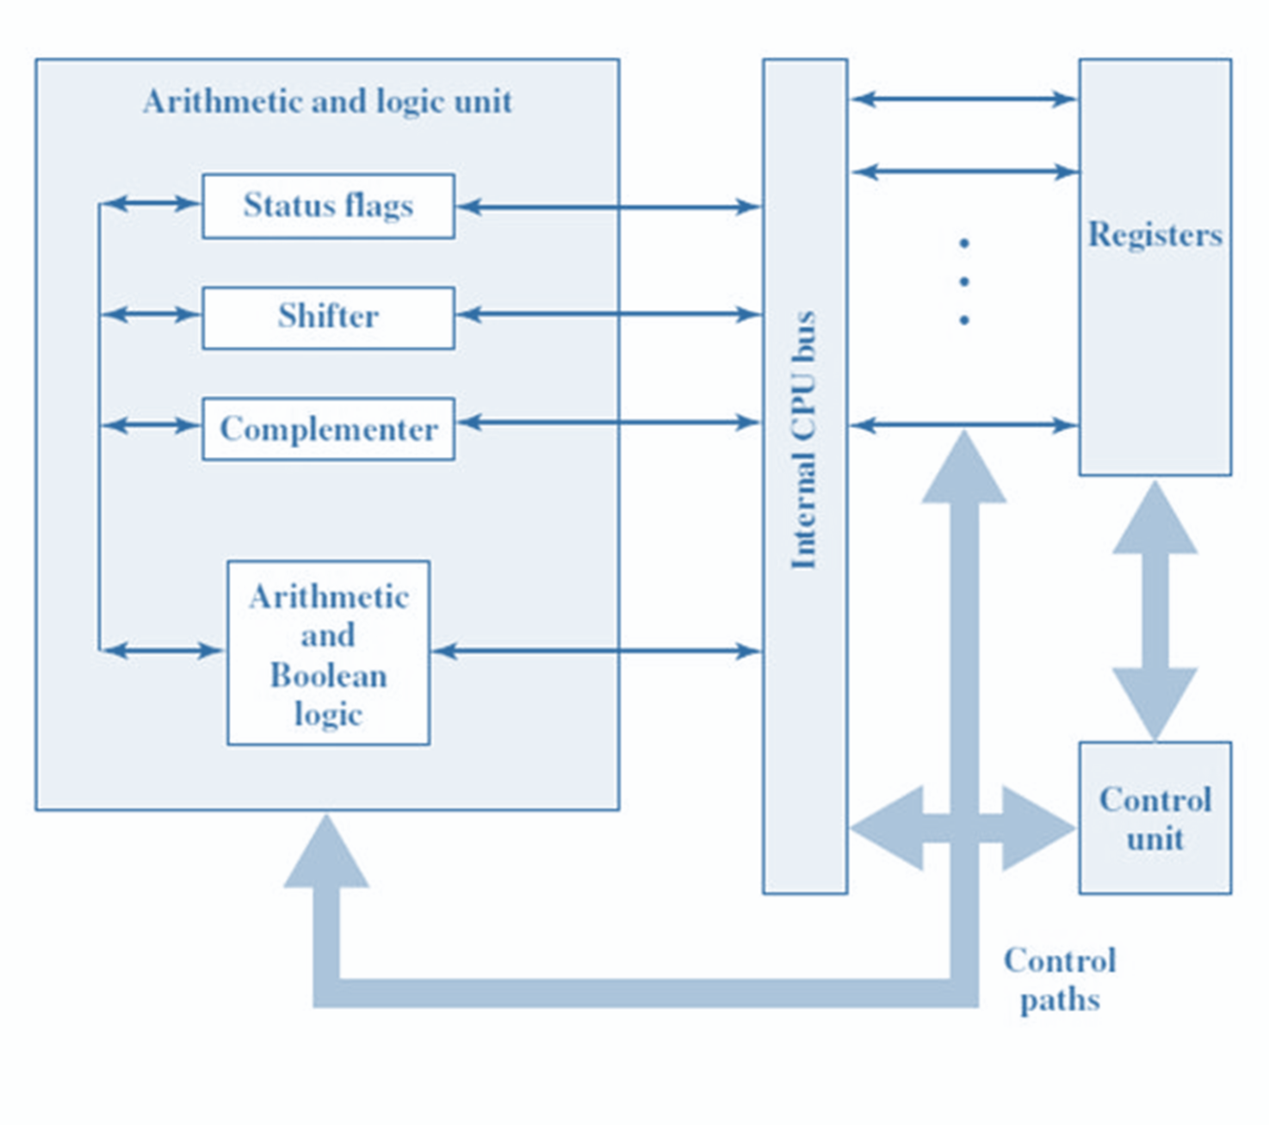 Arithmetic and logic unit
Status flags
Shifter
Complementer
Arithmetic
and
Boolean
logic
Internal CPU bus
Registers
Control
unit
Control
paths